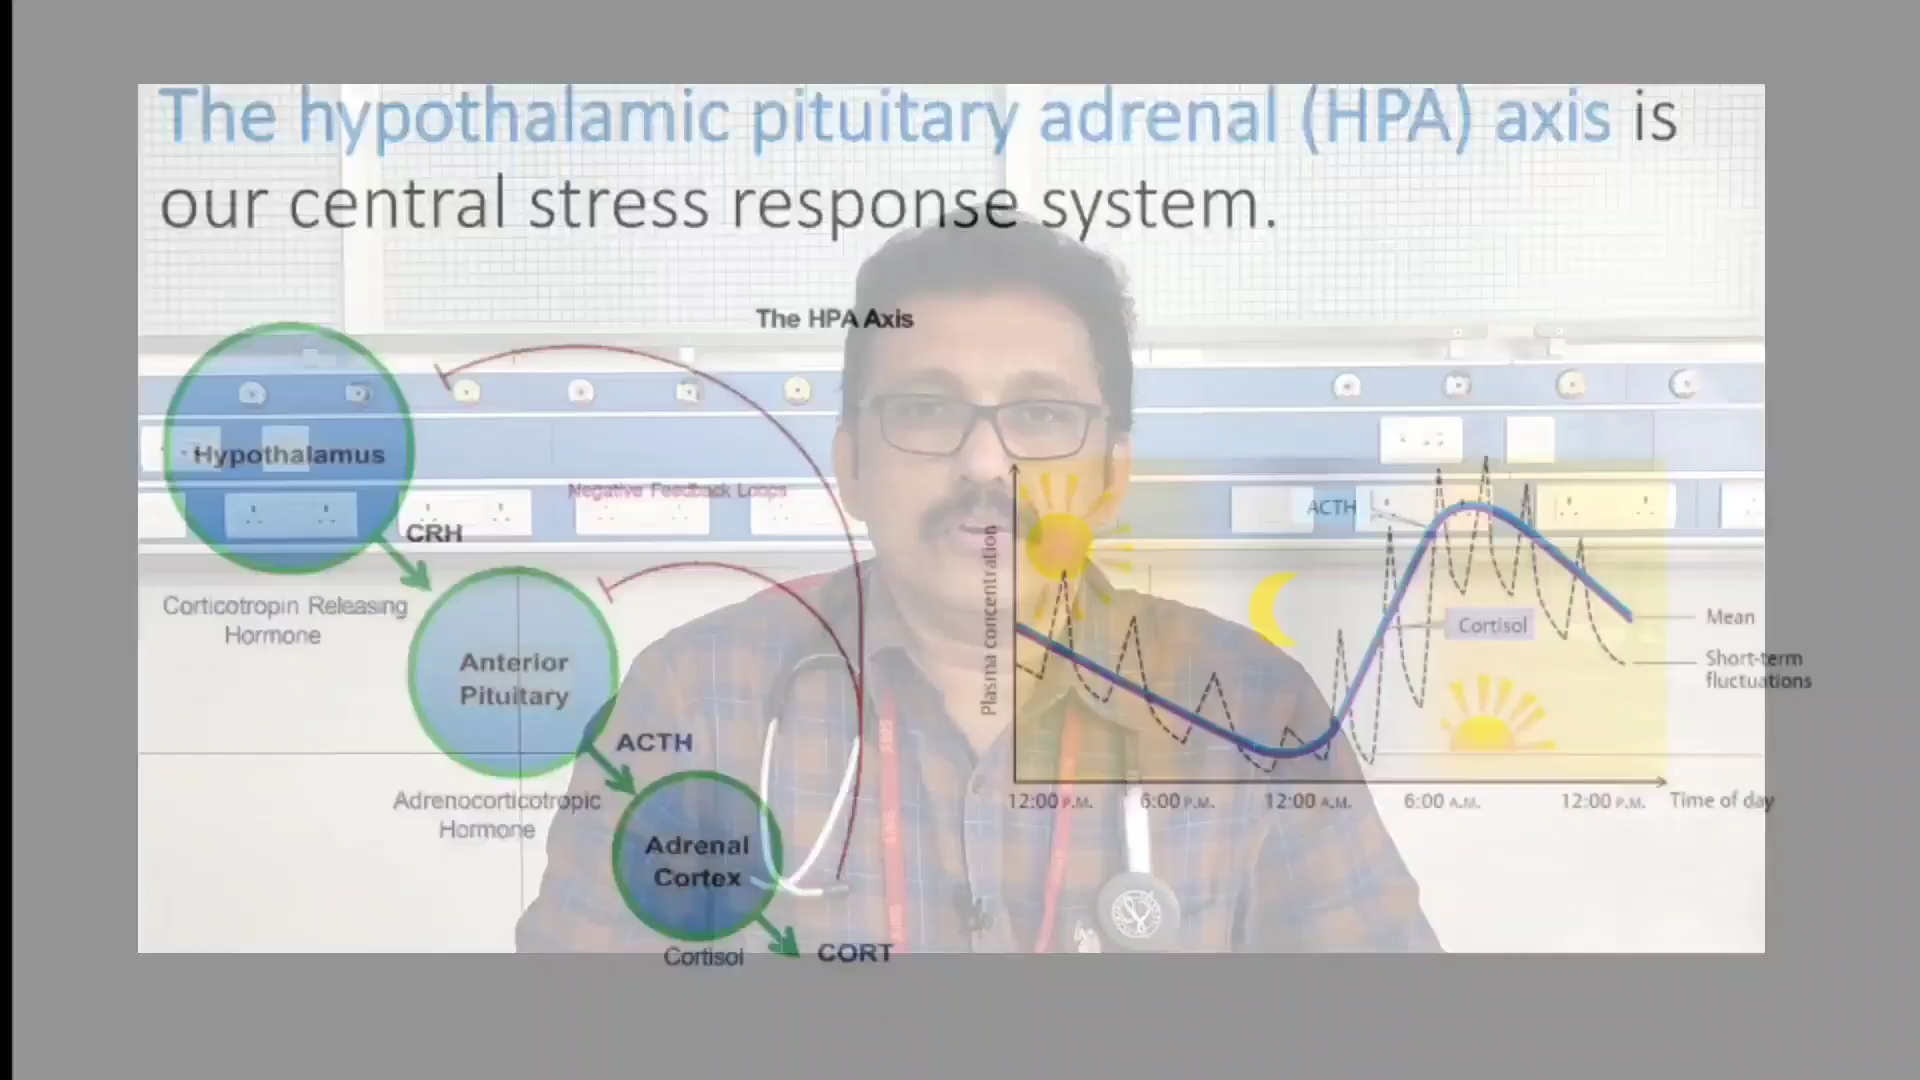 The hypothalamic pituitary adrenal (HPA) axis is
our central stress response system.
The HPA Axis
Hypothalamus
Negative Feedback Loops
CRH
Corticotropin Releasing
Hormone
Anterior
Pituitary
ACTH
Adrenocorticotropic
Hormone
Adrenal
Cortex
Cortisol
CORT
Plasma concentration
ACTH
Cortisol
Mean
Short-term
fluctuations
12:00 P.M.
6:00 P.M.
12:00 A.M.
6:00 A.M.
12:00 P.M.
Time of day